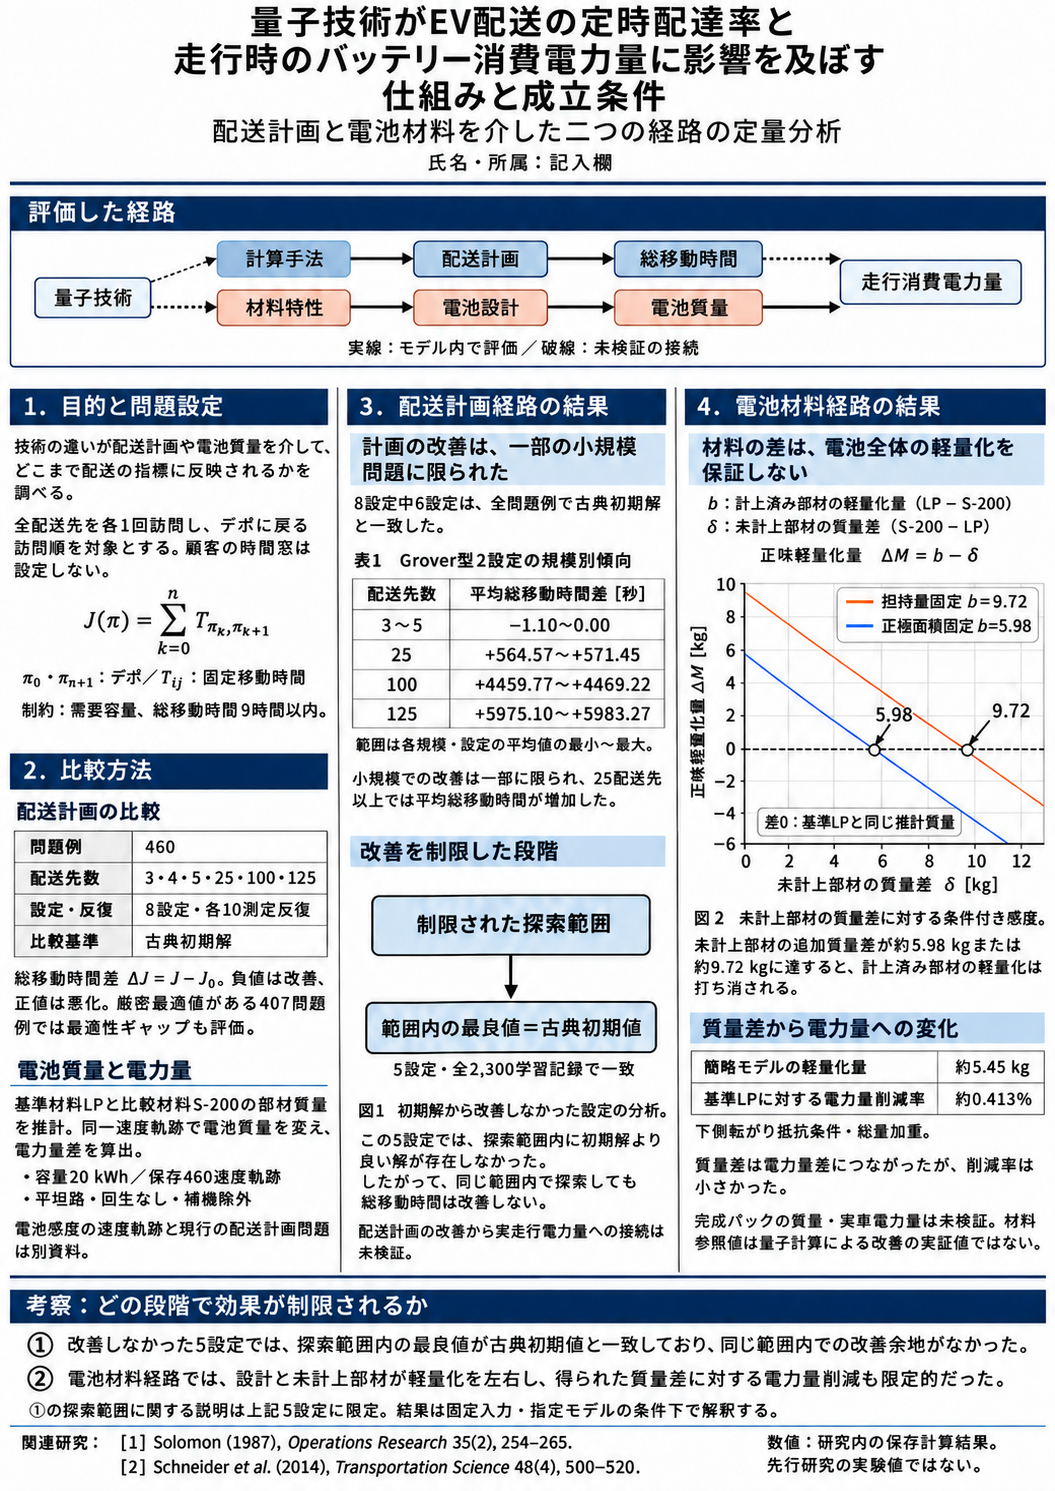 量子技術がEV配送の定時配達率と
走行時のバッテリー消費電力量に影響を及ぼす
仕組みと成立条件
配送計画と電池材料を介した二つの経路の定量分析
氏名・所属：記入欄
評価した経路
量子技術
計算手法
配送計画
総移動時間
走行消費電力量
材料特性
電池設計
電池質量
実線：モデル内で評価／破線：未検証の接続
1．目的と問題設定
技術の違いが配送計画や電池質量を介して、
どこまで配送の指標に反映されるかを
調べる。
全配送先を各1回訪問し、デポに戻る
訪問順を対象とする。顧客の時間窓は
設定しない。
J(π) = ∑_{k=0}^{n} T_{π_k,π_{k+1}}
π₀・π_{n+1}：デポ／T_{ij}：固定移動時間
制約：需要容量、総移動時間9時間以内。
2．比較方法
配送計画の比較
問題例 460
配送先数 3・4・5・25・100・125
設定・反復 8設定・各10測定反復
比較基準 古典初期解
総移動時間差 ΔJ = J − J₀。負値は改善、
正値は悪化。厳密最適値がある407問題
例では最適性ギャップも評価。
電池質量と電力量
基準材料LPと比較材料S-200の部材質量
を推計。同一速度軌跡で電池質量を変え、
電力量差を算出。
・容量20 kWh／保存460速度軌跡
・平坦路・回生なし・補機除外
電池感度の速度軌跡と現行の配送計画問題
は別資料。
3．配送計画経路の結果
計画の改善は、一部の小規模
問題に限られた
8設定中6設定は、全問題例で古典初期解
と一致した。
表1 Grover型2設定の規模別傾向
配送先数 平均総移動時間差［秒］
3～5 −1.10～0.00
25 +564.57～+571.45
100 +4459.77～+4469.22
125 +5975.10～+5983.27
範囲は各規模・設定の平均値の最小～最大。
小規模での改善は一部に限られ、25配送先
以上では平均総移動時間が増加した。
改善を制限した段階
制限された探索範囲
範囲内の最良値＝古典初期値
5設定・全2,300学習記録で一致
図1 初期解から改善しなかった設定の分析。
この5設定では、探索範囲内に初期解より
良い解が存在しなかった。
したがって、同じ範囲内で探索しても
総移動時間は改善しない。
配送計画の改善から実走行電力量への接続は
未検証。
4．電池材料経路の結果
材料の差は、電池全体の軽量化を
保証しない
b：計上済み部材の軽量化量（LP − S-200）
δ：未計上部材の質量差（S-200 − LP）
正味軽量化量 ΔM = b − δ
正味軽量化量 ΔM [kg]
10
8
6
4
2
0
−2
−4
−6
担持量固定 b=9.72
正極面積固定 b=5.98
5.98
9.72
差0：基準LPと同じ推計質量
0 2 4 6 8 10 12
未計上部材の質量差 δ [kg]
図2 未計上部材の質量差に対する条件付き感度。
未計上部材の追加質量差が約5.98 kgまたは
約9.72 kgに達すると、計上済み部材の軽量化は
打ち消される。
質量差から電力量への変化
簡略モデルの軽量化量 約5.45 kg
基準LPに対する電力量削減率 約0.413%
下側転がり抵抗条件・総量加重。
質量差は電力量差につながったが、削減率は
小さかった。
完成パックの質量・実車電力量は未検証。材料
参照値は量子計算による改善の実証値ではない。
考察：どの段階で効果が制限されるか
① 改善しなかった5設定では、探索範囲内の最良値が古典初期値と一致しており、同じ範囲内での改善余地がなかった。
② 電池材料経路では、設計と未計上部材が軽量化を左右し、得られた質量差に対する電力量削減も限定的だった。
①の探索範囲に関する説明は上記5設定に限定。結果は固定入力・指定モデルの条件下で解釈する。
関連研究： [1] Solomon (1987), Operations Research 35(2), 254–265.
[2] Schneider et al. (2014), Transportation Science 48(4), 500–520.
数値：研究内の保存計算結果。
先行研究の実験値ではない。